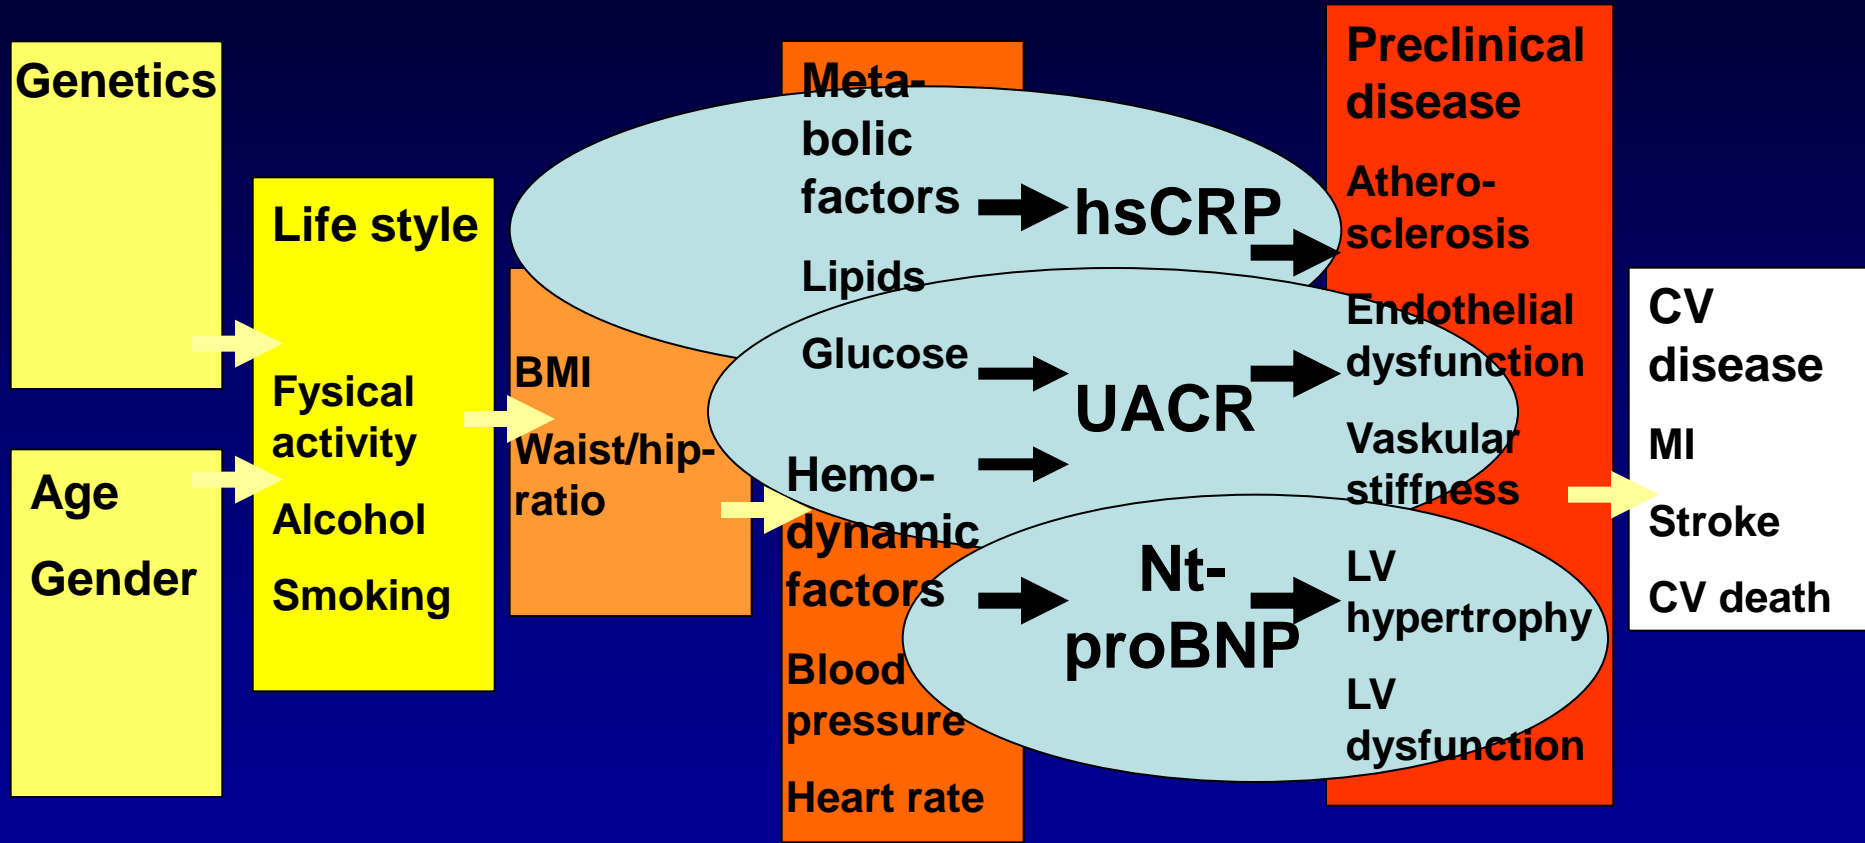 Genetics
Age
Gender
Life style
Fysical
activity
Alcohol
Smoking
BMI
Waist/hip-
ratio
Meta-
bolic
factors
Lipids
Glucose
Hemo-
dynamic
factors
Blood
pressure
Heart rate
hsCRP
UACR
Nt-
proBNP
Preclinical
disease
Athero-
sclerosis
Endothelial
dysfunction
Vaskular
stiffness
LV
hypertrophy
LV
dysfunction
CV
disease
MI
Stroke
CV death